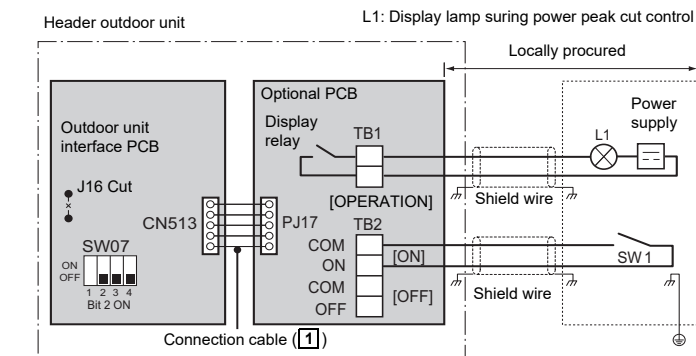 Header outdoor unit
L1: Display lamp suring power peak cut control
Locally procured
Optional PCB
Power
supply
Display
relay
TB1
L1
Outdoor unit
interface PCB
J16 Cut
Shield wire
[OPERATION]
CN513
PJ17
TB2
SW07
COM
ON
[ON]
SW1
ON
OFF
COM
OFF
[OFF]
Shield wire
1 2 3 4
Bit 2 ON
Connection cable (1)